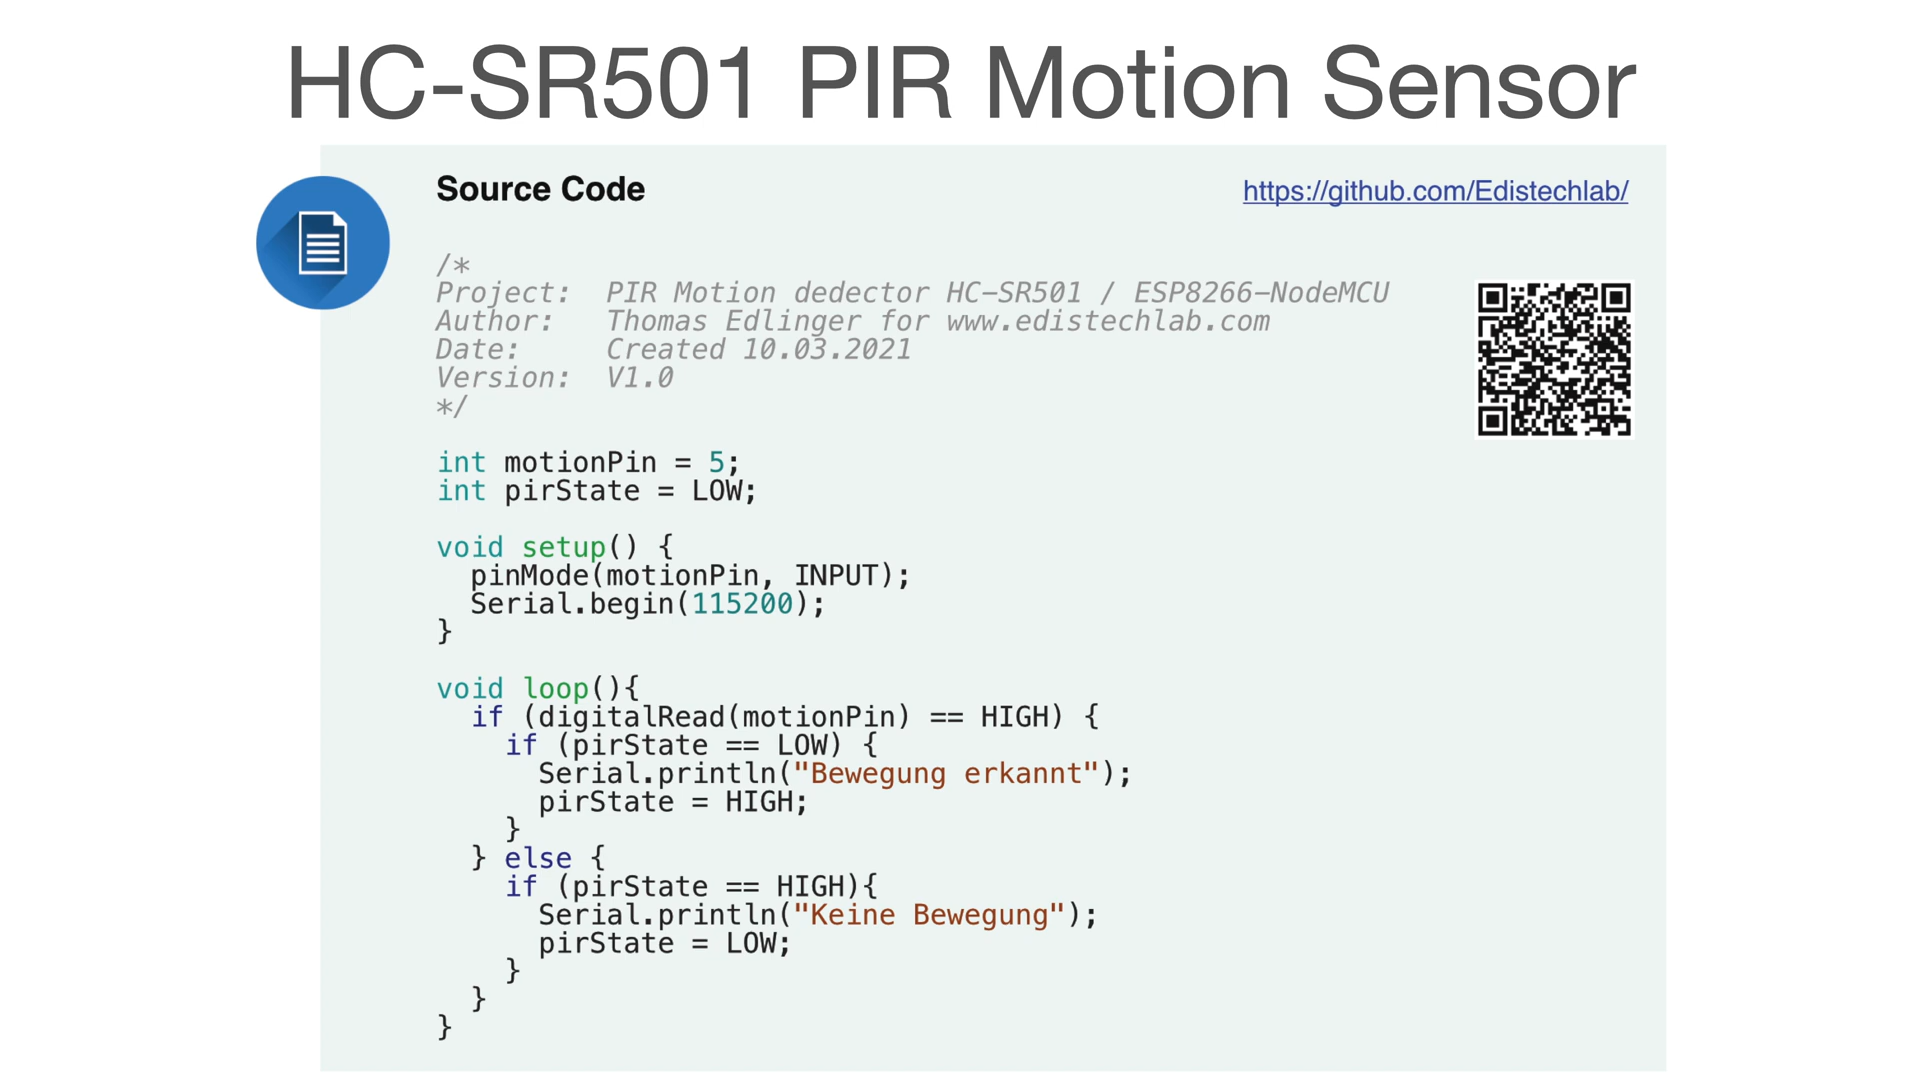 HC-SR501 PIR Motion Sensor
Source Code
https://github.com/Edistechlab/
/*
Project:  PIR Motion dedector HC-SR501 / ESP8266-NodeMCU
Author:   Thomas Edlinger for www.edistechlab.com
Date:     Created 10.03.2021
Version:  V1.0
*/
int motionPin = 5;
int pirState = LOW;
void setup() {
  pinMode(motionPin, INPUT);
  Serial.begin(115200);
}
void loop(){
  if (digitalRead(motionPin) == HIGH) {
    if (pirState == LOW) {
      Serial.println("Bewegung erkannt");
      pirState = HIGH;
    }
  } else {
    if (pirState == HIGH){
      Serial.println("Keine Bewegung");
      pirState = LOW;
    }
  }
}